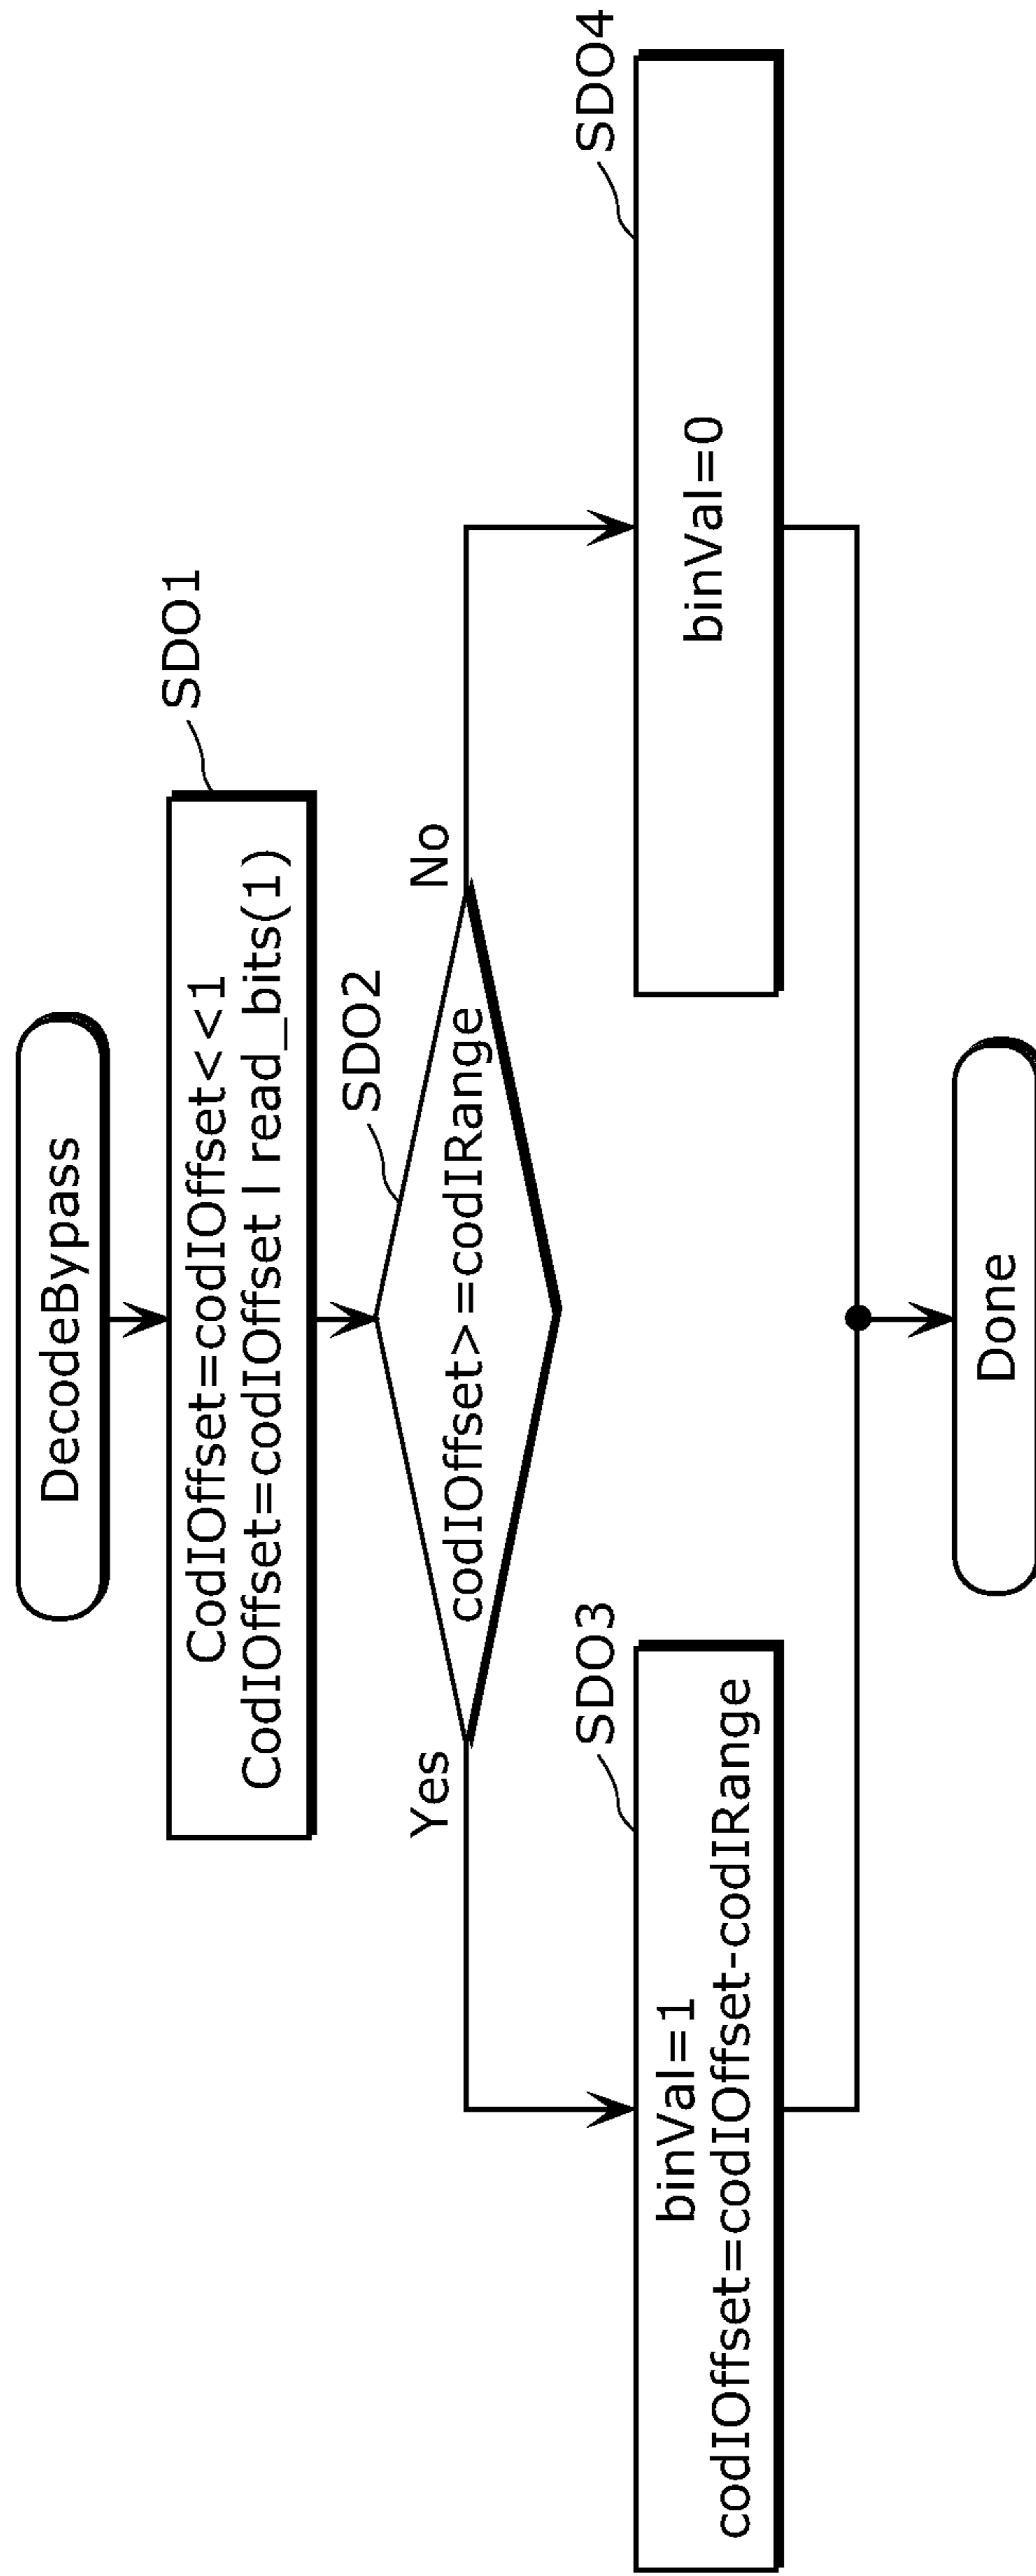 DecodeBypass
SDO1
CodIOffset=codIOffset<<1
CodIOffset=codIOffset I read_bits(1)
SDO2
codIOffset>=codIRange
Yes
No
SDO3
binVal=1
codIOffset=codIOffset-codIRange
SDO4
binVal=0
Done